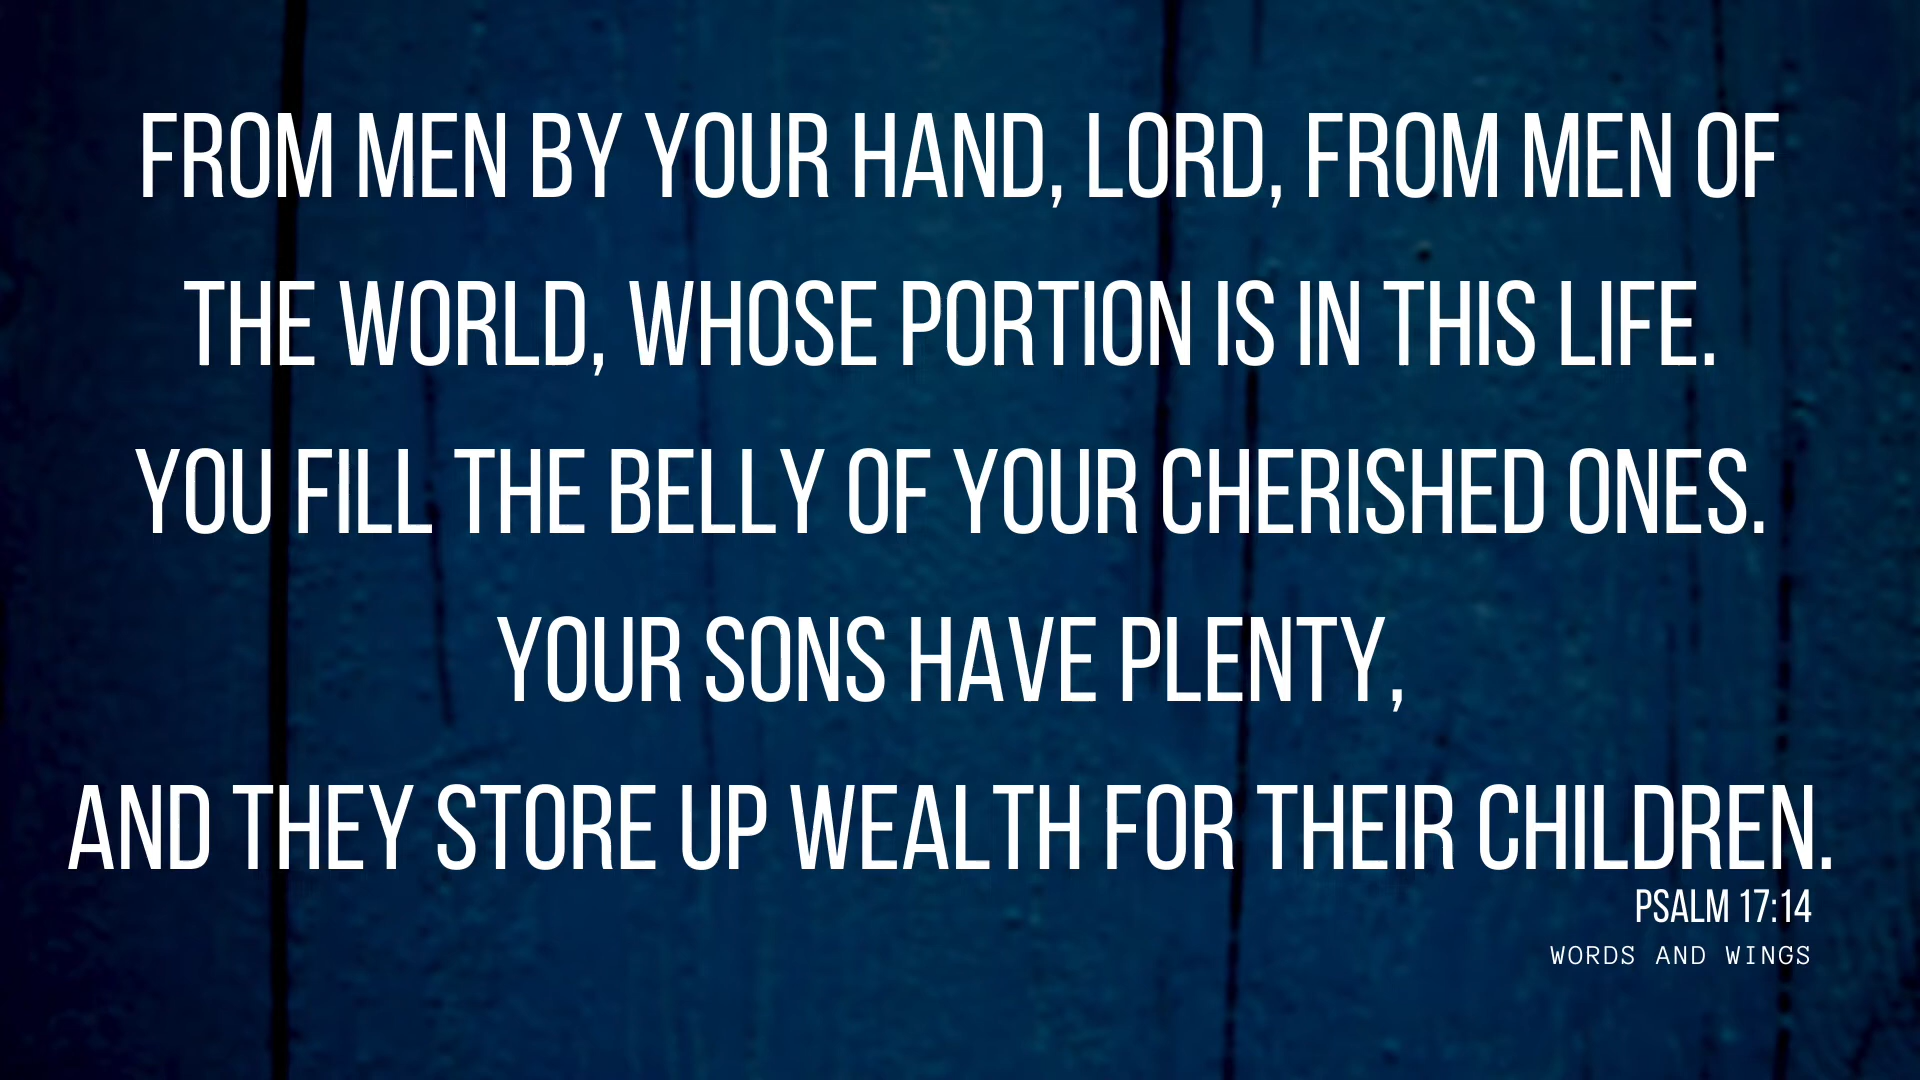 FROM MEN BY YOUR HAND, LORD, FROM MEN OF
THE WORLD, WHOSE PORTION IS IN THIS LIFE.
YOU FILL THE BELLY OF YOUR CHERISHED ONES.
YOUR SONS HAVE PLENTY,
AND THEY STORE UP WEALTH FOR THEIR CHILDREN.
PSALM 17:14
WORDS AND WINGS